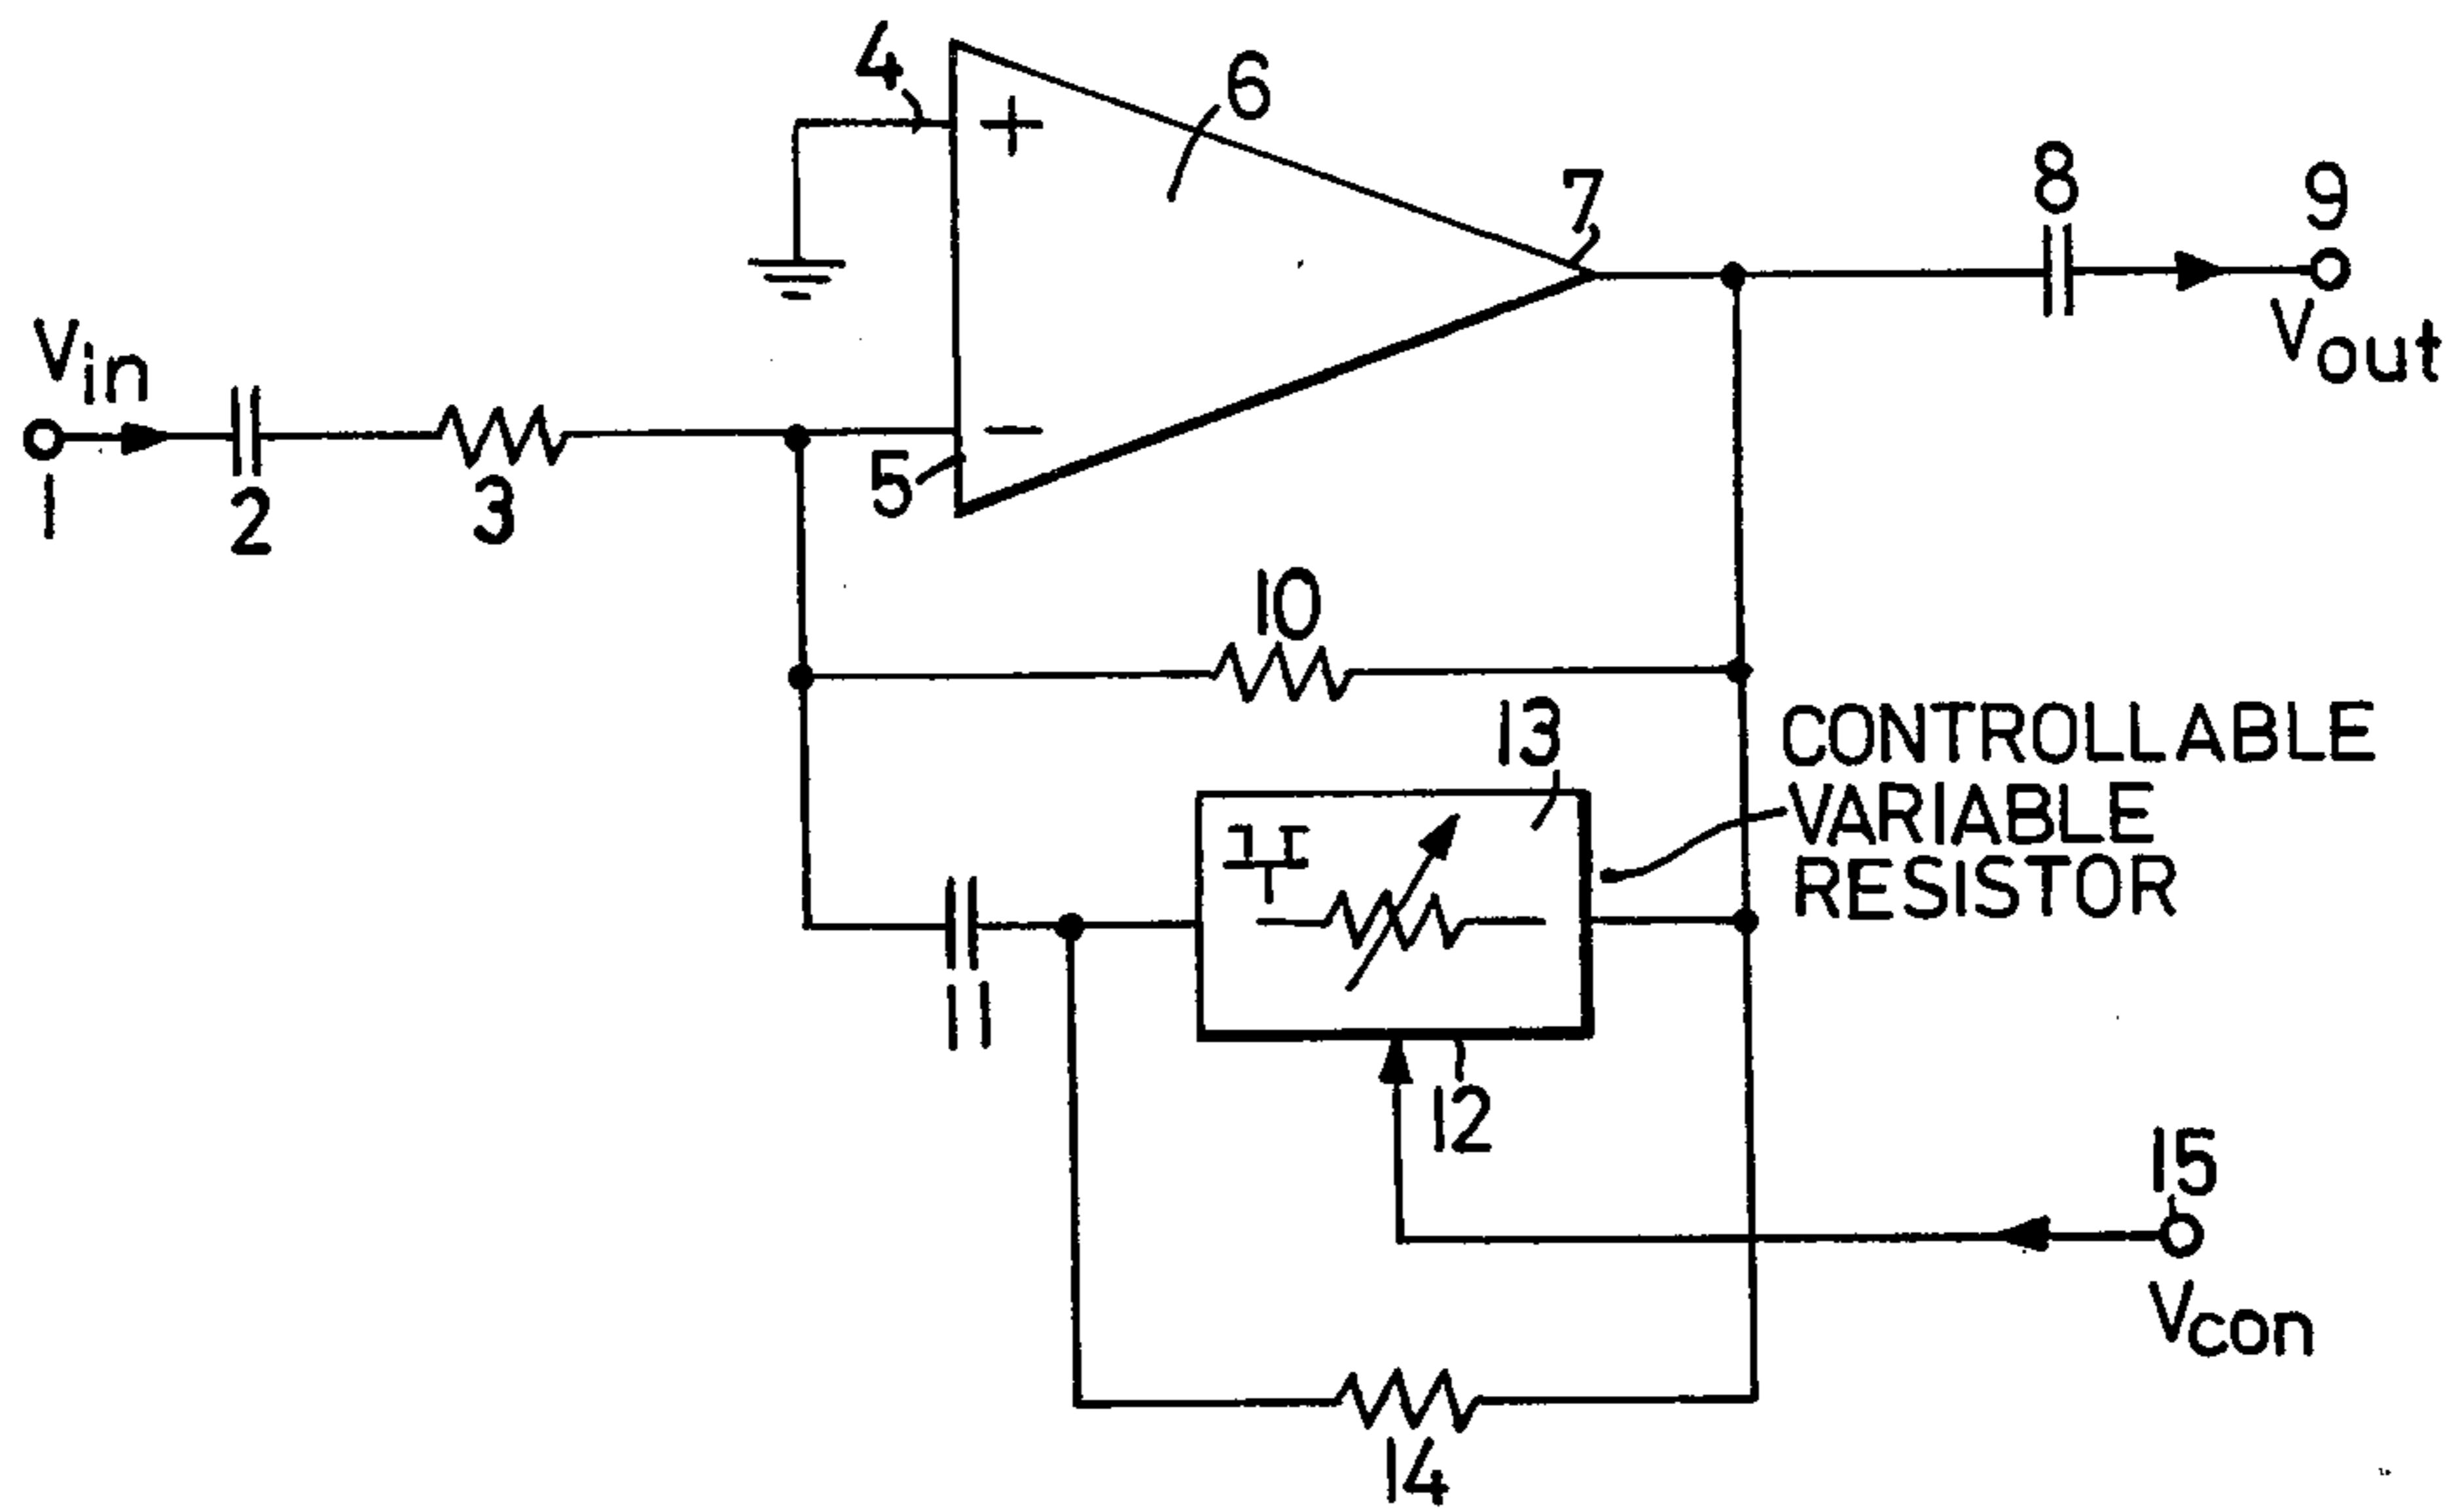 4
6
+
7
8
9
Vin
Vout
1
2
3
5
−
10
13
CONTROLLABLE
VARIABLE
RESISTOR
11
12
15
Vcon
14